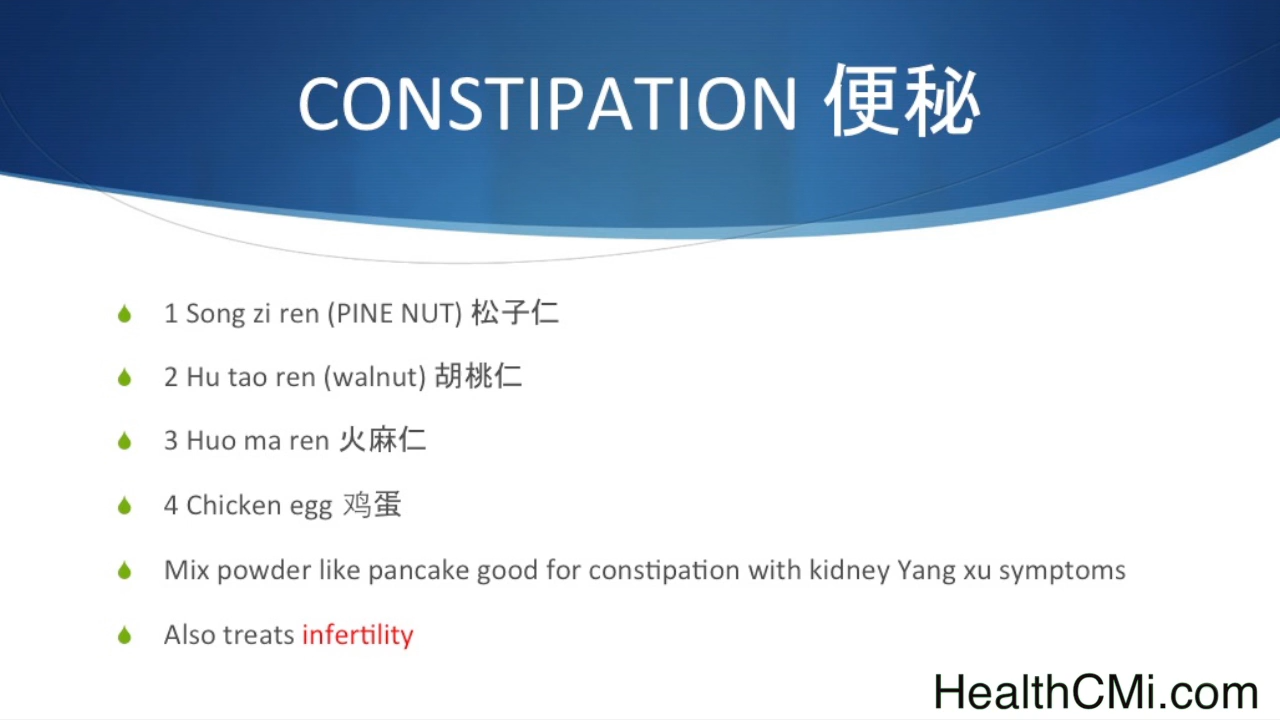 CONSTIPATION 便秘
1 Song zi ren (PINE NUT) 松子仁
2 Hu tao ren (walnut) 胡桃仁
3 Huo ma ren 火麻仁
4 Chicken egg 鸡蛋
Mix powder like pancake good for constipation with kidney Yang xu symptoms
Also treats infertility
HealthCMi.com